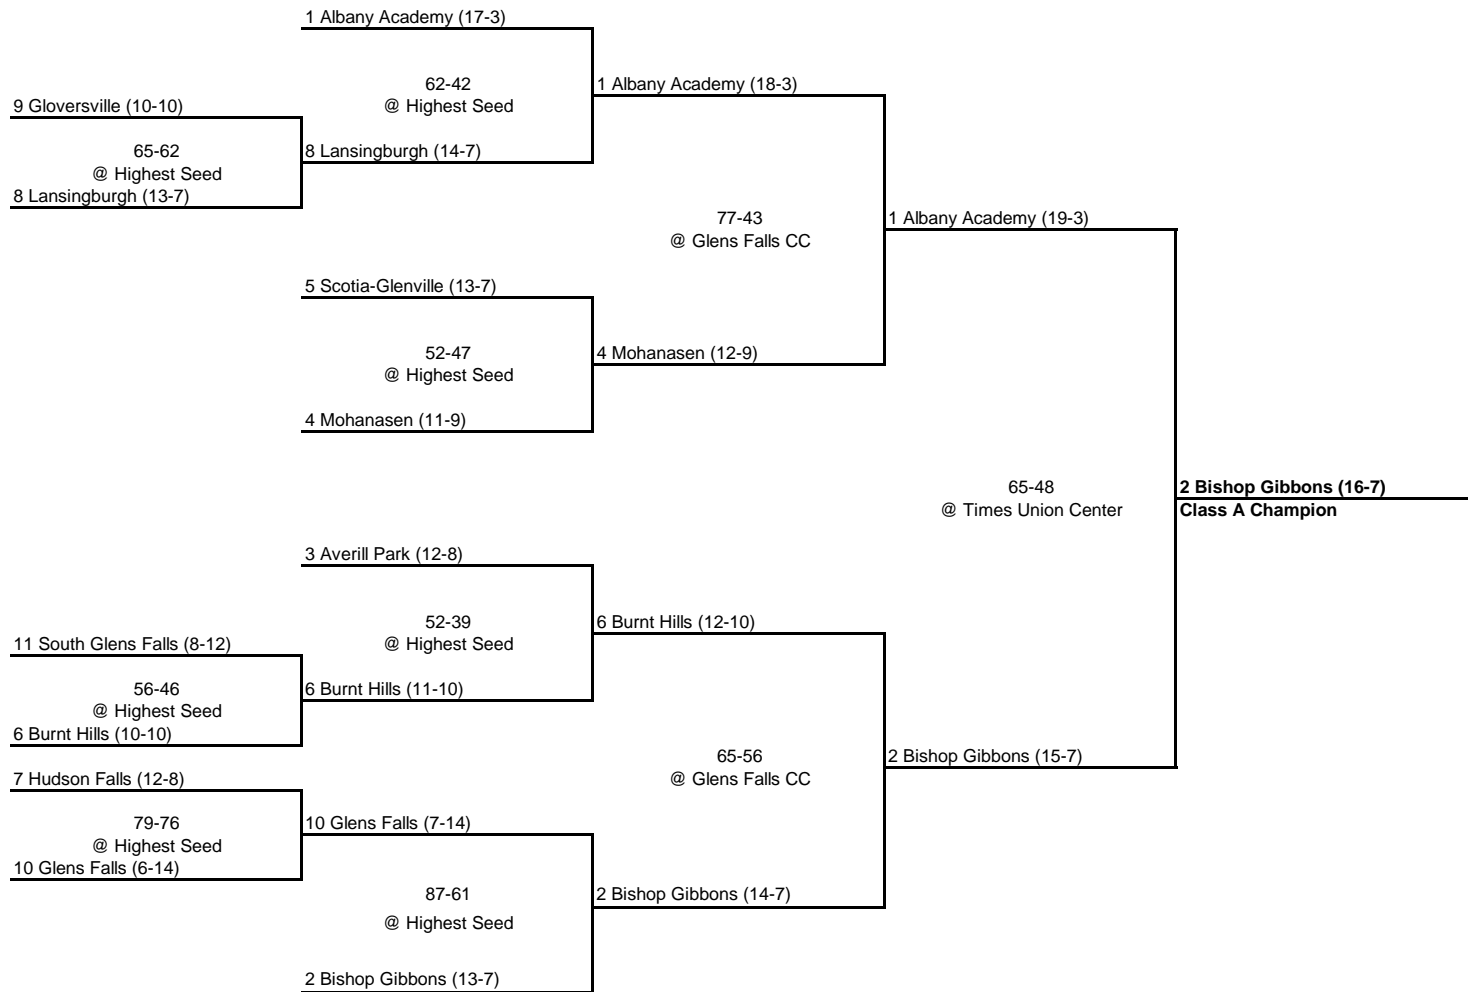 1 Albany Academy (17-3)
62-42
@ Highest Seed
1 Albany Academy (18-3)
9 Gloversville (10-10)
65-62
@ Highest Seed
8 Lansingburgh (14-7)
8 Lansingburgh (13-7)
77-43
@ Glens Falls CC
1 Albany Academy (19-3)
5 Scotia-Glenville (13-7)
52-47
@ Highest Seed
4 Mohanasen (12-9)
4 Mohanasen (11-9)
65-48
@ Times Union Center
2 Bishop Gibbons (16-7)
Class A Champion
3 Averill Park (12-8)
52-39
@ Highest Seed
6 Burnt Hills (12-10)
11 South Glens Falls (8-12)
56-46
@ Highest Seed
6 Burnt Hills (11-10)
6 Burnt Hills (10-10)
65-56
@ Glens Falls CC
2 Bishop Gibbons (15-7)
7 Hudson Falls (12-8)
79-76
@ Highest Seed
10 Glens Falls (7-14)
10 Glens Falls (6-14)
87-61
@ Highest Seed
2 Bishop Gibbons (14-7)
2 Bishop Gibbons (13-7)